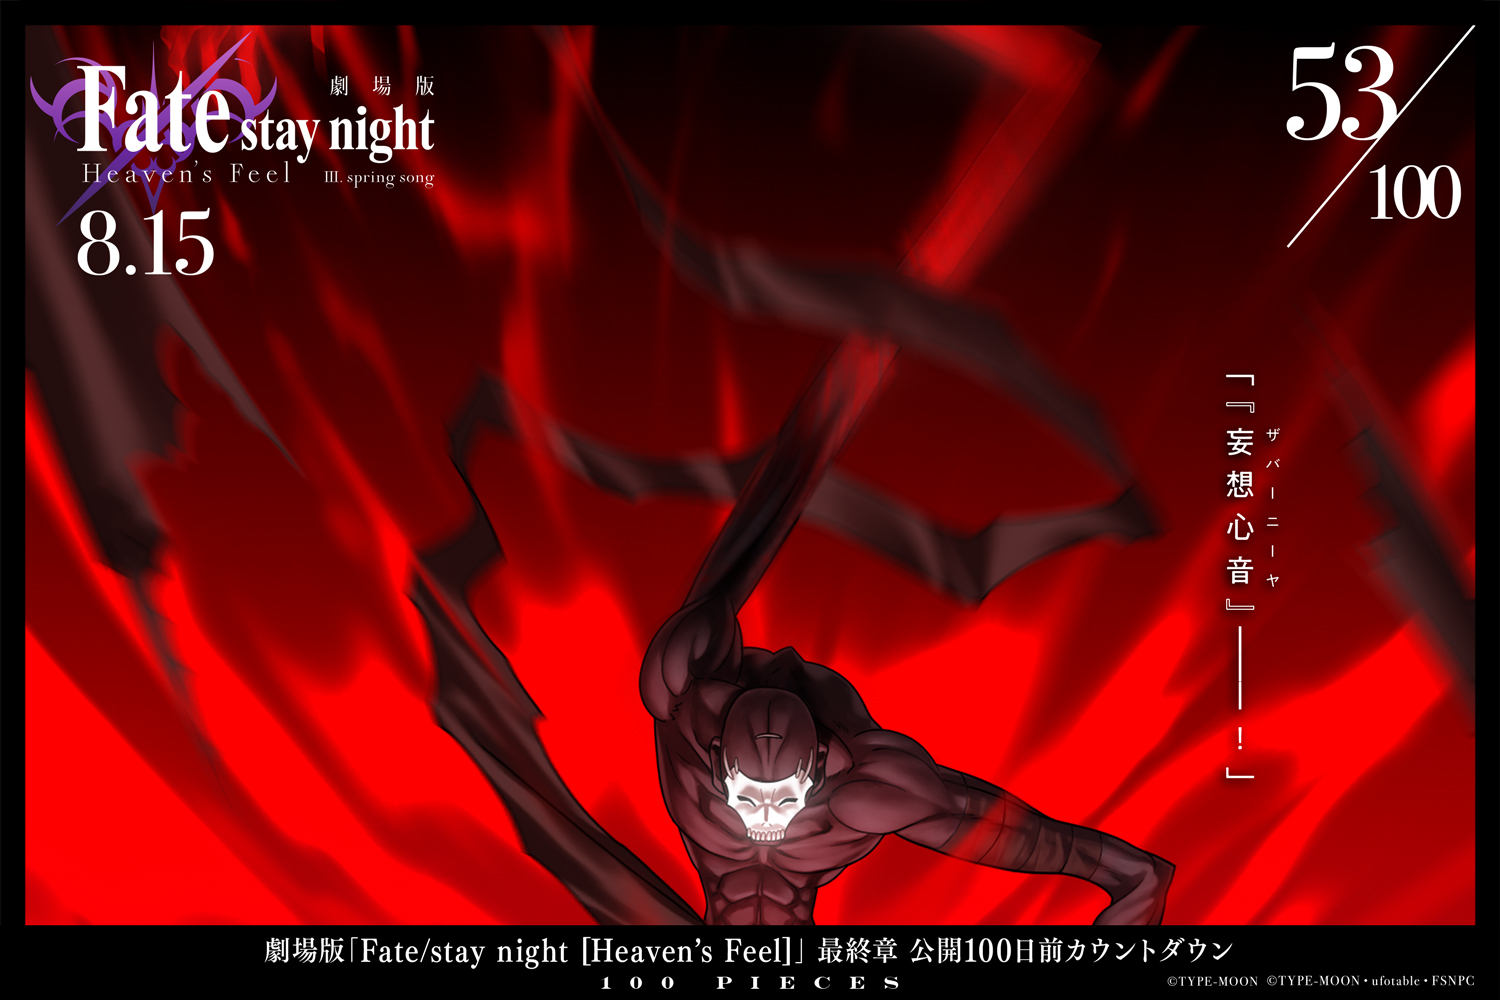 劇場版
Fate stay night
Heaven's Feel III. spring song
8.15
53/100
「『妄想心音』――！」
ザバーニーヤ
劇場版「Fate/stay night [Heaven's Feel]」 最終章 公開100日前カウントダウン
100 PIECES
©TYPE-MOON ©TYPE-MOON・ufotable・FSNPC